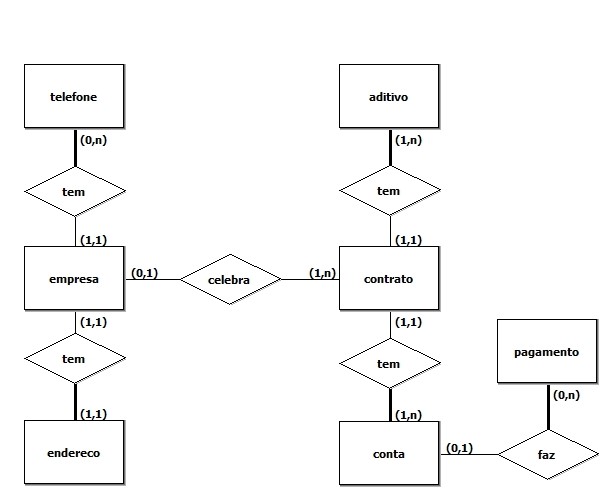 telefone
aditivo
(0,n)
(1,n)
tem
tem
(1,1)
(1,1)
empresa
(0,1)
celebra
(1,n)
contrato
(1,1)
(1,1)
pagamento
tem
tem
(0,n)
(1,1)
(1,n)
endereco
conta
(0,1)
faz